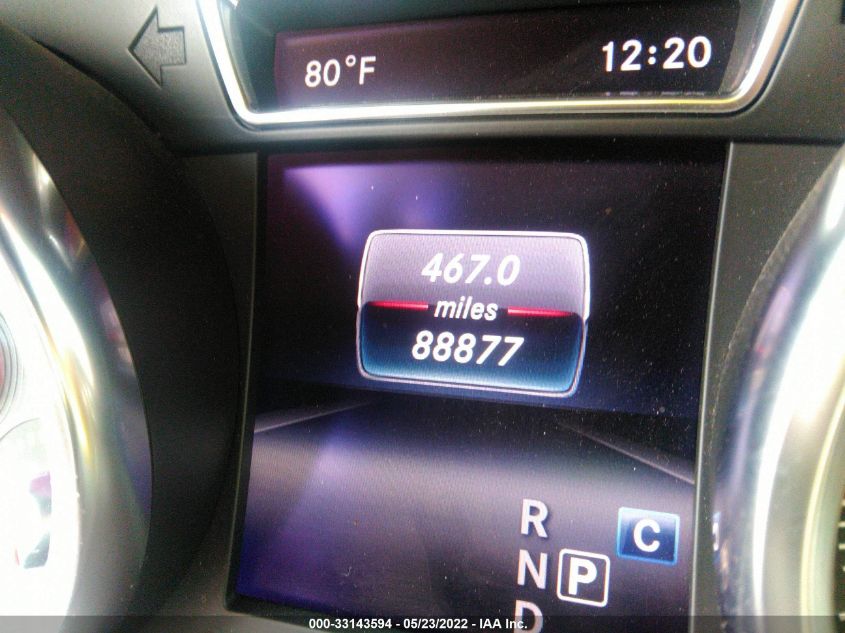 80°F 12:20
467.0
miles
88877
R
C
N P
D
000-33143594 - 05/23/2022 - IAA Inc.